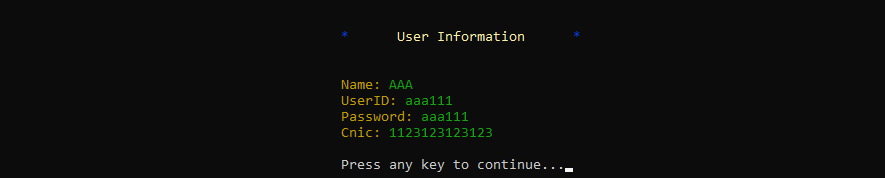 * User Information *
Name: AAA
UserID: aaa111
Password: aaa111
Cnic: 1123123123123
Press any key to continue...